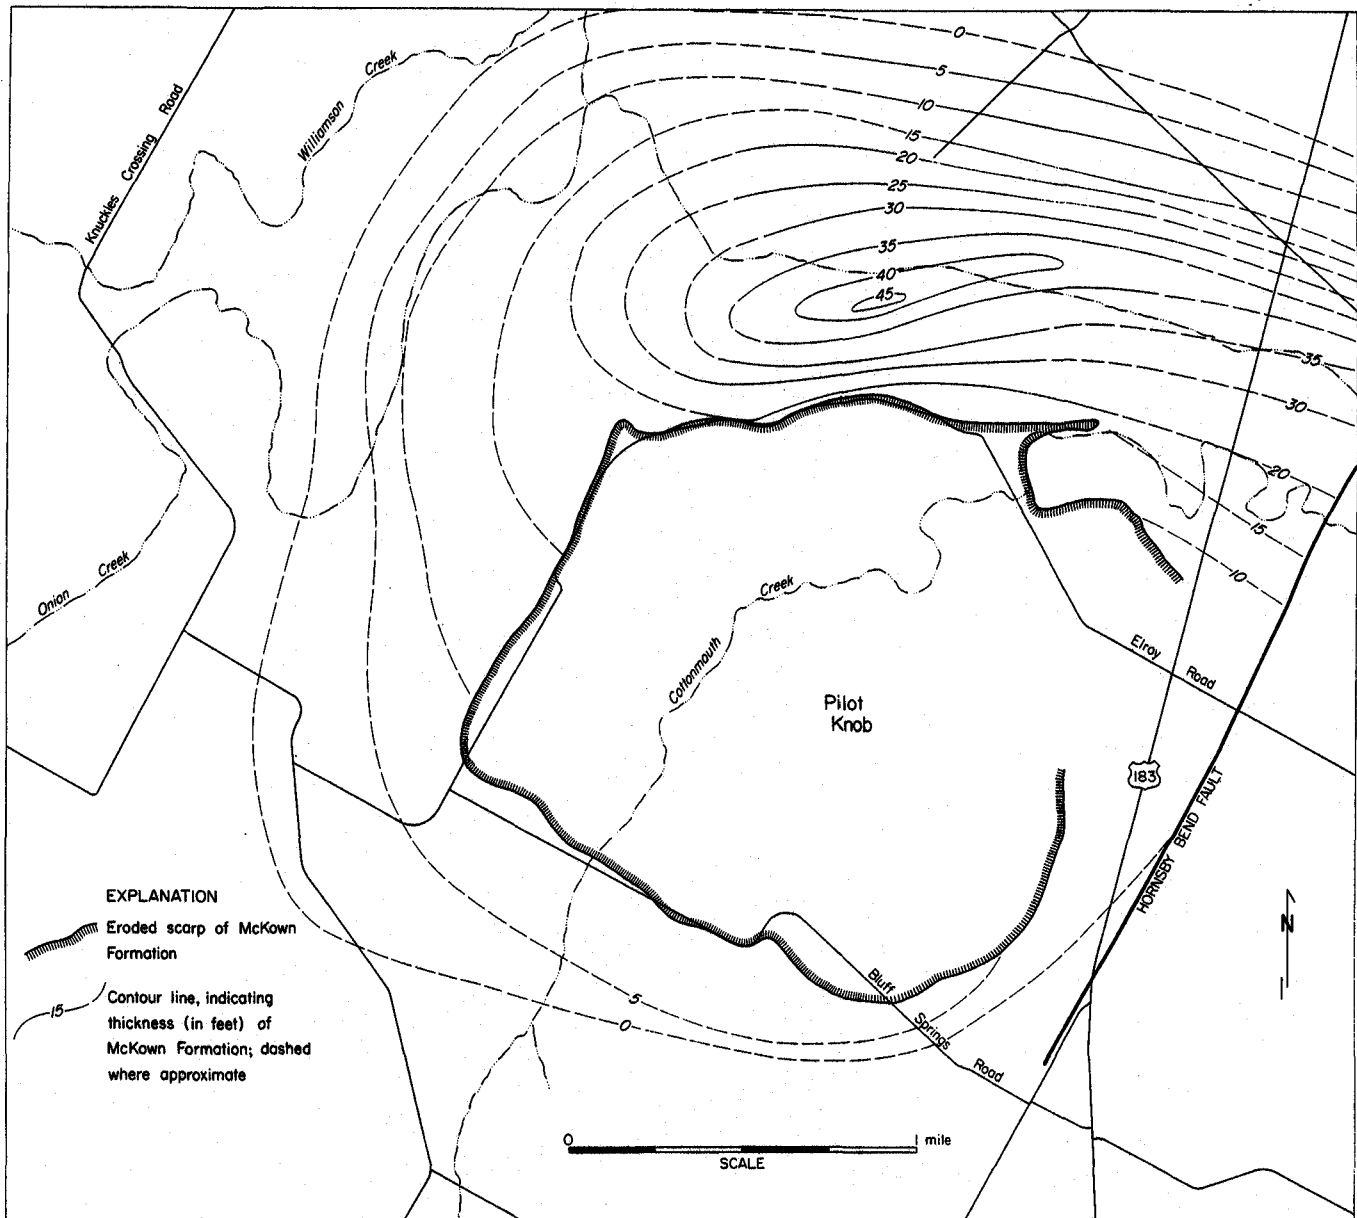 0
5
10
15
20
25
30
35
40
45
Creek
Williamson
Knuckles Crossing Road
35
30
20
15
10
Onion Creek
Creek
Cottonmouth
Elroy Road
Pilot
Knob
183
HORNSBY BEND FAULT
N
EXPLANATION
Eroded scarp of McKown
Formation
15
Contour line, indicating
thickness (in feet) of
McKown Formation; dashed
where approximate
5
0
Bluff
Springs
Road
0 1 mile
SCALE